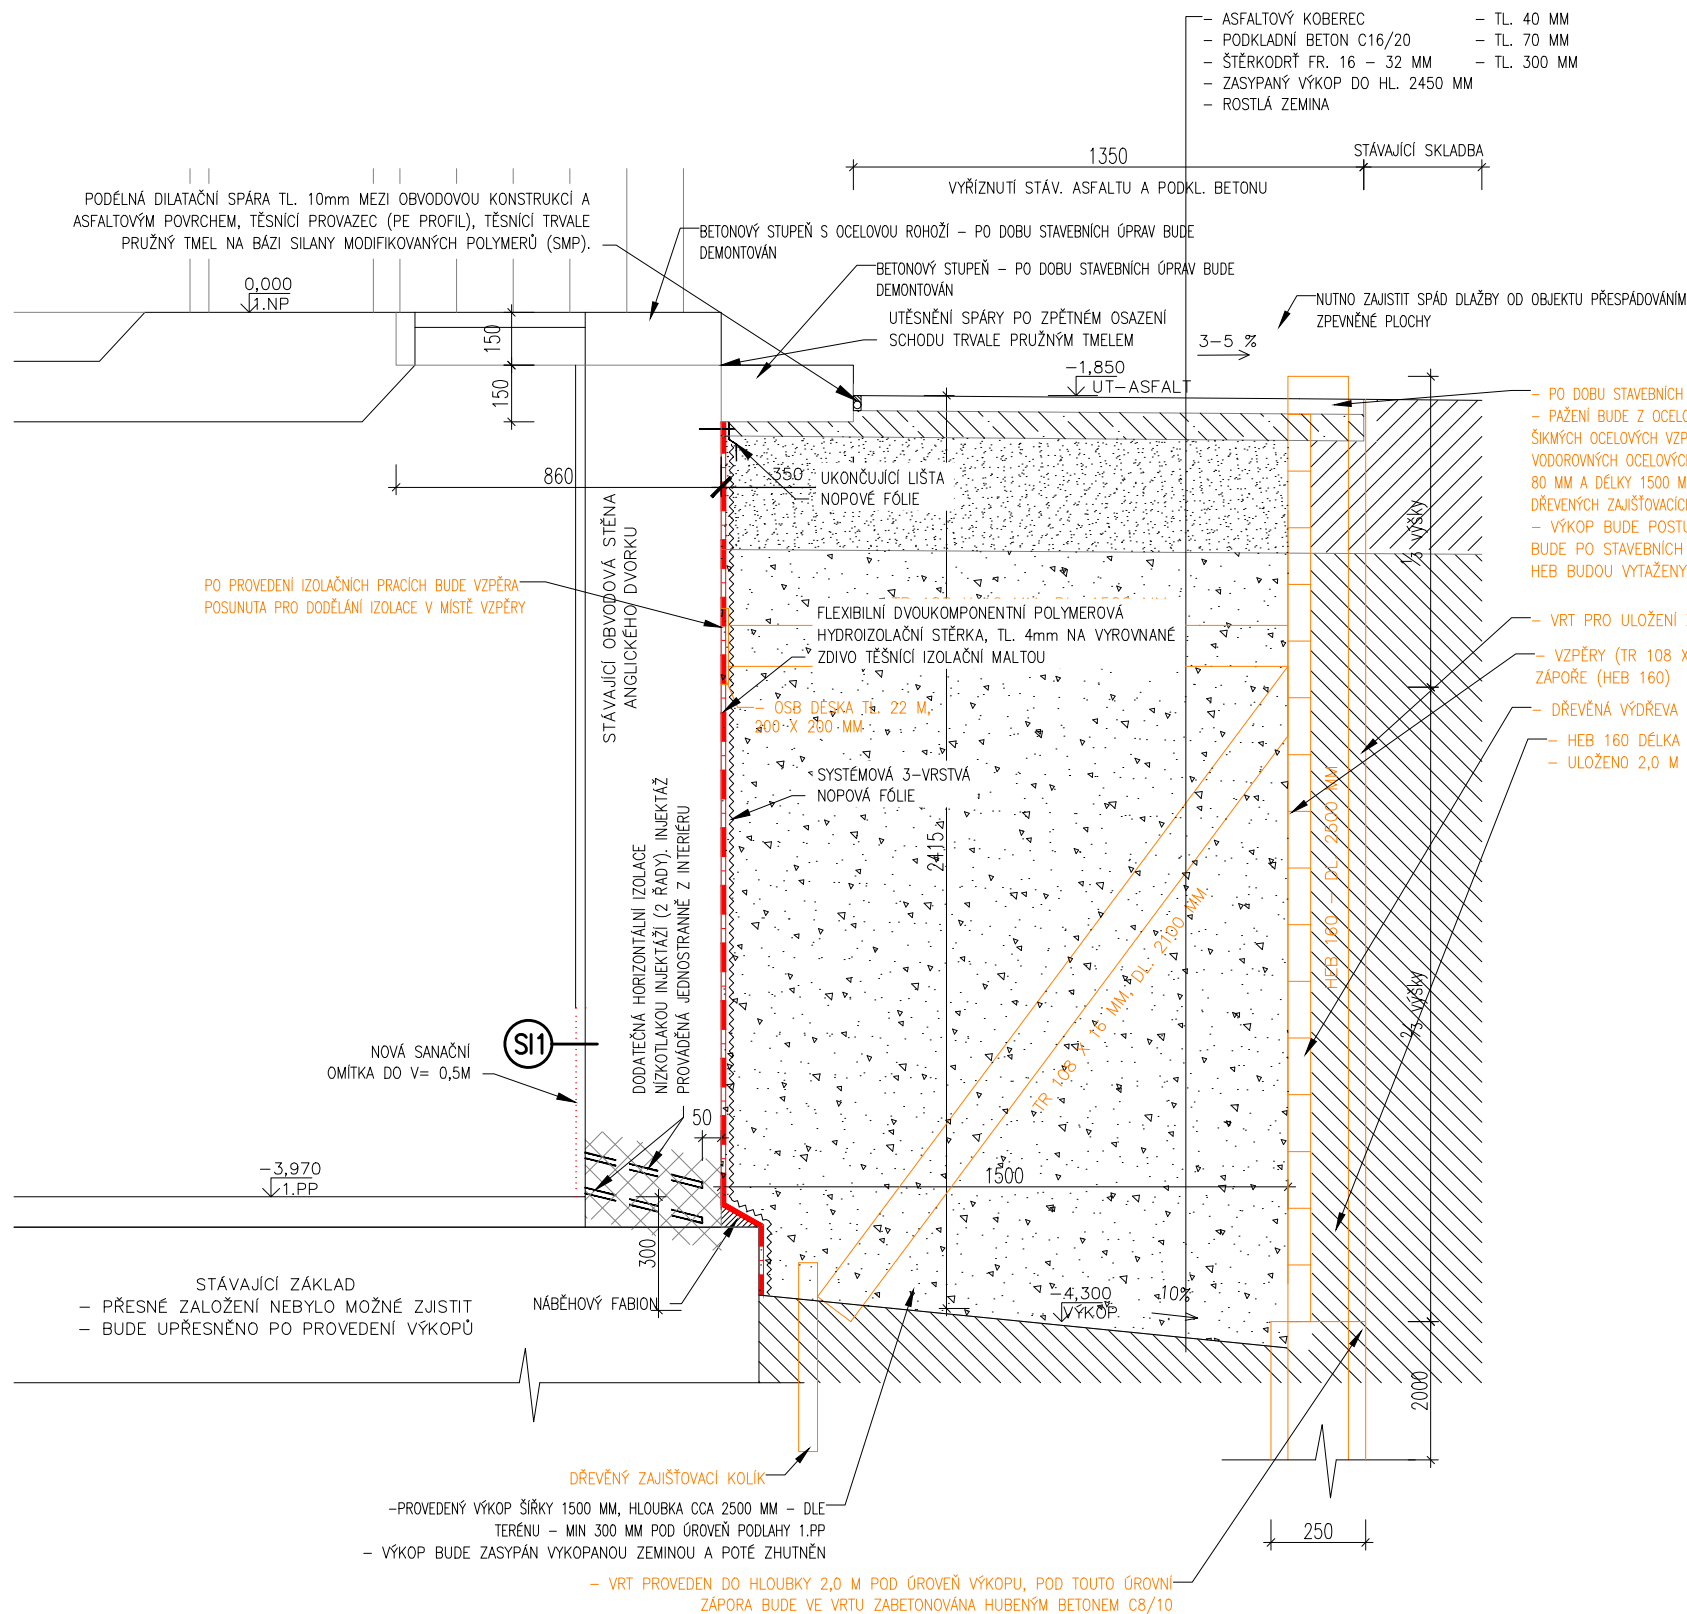 – ASFALTOVÝ KOBEREC – TL. 40 MM
– PODKLADNÍ BETON C16/20 – TL. 70 MM
– ŠTĚRKODRŤ FR. 16 – 32 MM – TL. 300 MM
– ZASYPANÝ VÝKOP DO HL. 2450 MM
– ROSTLÁ ZEMINA
1350
STÁVAJÍCÍ SKLADBA
VYŘÍZNUTÍ STÁV. ASFALTU A PODKL. BETONU
PODÉLNÁ DILATAČNÍ SPÁRA TL. 10mm MEZI OBVODOVOU KONSTRUKCÍ A
ASFALTOVÝM POVRCHEM, TĚSNÍCÍ PROVAZEC (PE PROFIL), TĚSNÍCÍ TRVALE
PRUŽNÝ TMEL NA BÁZI SILANY MODIFIKOVANÝCH POLYMERŮ (SMP).
BETONOVÝ STUPEŇ S OCELOVOU ROHOŽÍ – PO DOBU STAVEBNÍCH ÚPRAV BUDE
DEMONTOVÁN
BETONOVÝ STUPEŇ – PO DOBU STAVEBNÍCH ÚPRAV BUDE
DEMONTOVÁN
UTĚSNĚNÍ SPÁRY PO ZPĚTNÉM OSAZENÍ
SCHODU TRVALE PRUŽNÝM TMELEM
NUTNO ZAJISTIT SPÁD DLAŽBY OD OBJEKTU PŘESPÁDOVÁNÍM
ZPEVNĚNÉ PLOCHY
0,000
1.NP
150
150
3–5 %
–1,850
UT–ASFALT
– PO DOBU STAVEBNÍCH
– PAŽENÍ BUDE Z OCELO
ŠIKMÝCH OCELOVÝCH VZP
VODOROVNÝCH OCELOVÝCH
80 MM A DÉLKY 1500 M
DŘEVENÝCH ZAJIŠŤOVACÍCH
– VÝKOP BUDE POSTU
BUDE PO STAVEBNÍCH
HEB BUDOU VYTAŽENY
860
350
UKONČUJÍCÍ LIŠTA
NOPOVÉ FÓLIE
STÁVAJÍCÍ OBVODOVÁ STĚNA
ANGLICKÉHO DVORKU
1/3 VÝŠKY
PO PROVEDENÍ IZOLAČNÍCH PRACÍCH BUDE VZPĚRA
POSUNUTA PRO DODĚLÁNÍ IZOLACE V MÍSTĚ VZPĚRY
FLEXIBILNÍ DVOUKOMPONENTNÍ POLYMEROVÁ
HYDROIZOLAČNÍ STĚRKA, TL. 4mm NA VYROVNANÉ
ZDIVO TĚŠNÍCÍ IZOLAČNÍ MALTOU
– VRT PRO ULOŽENÍ
– VZPĚRY (TR 108 X
ZÁPOŘE (HEB 160)
– DŘEVĚNÁ VÝDŘEVA
– HEB 160 DÉLKA
– ULOŽENO 2,0 M
– OSB DESKA TL. 22 M,
200 X 200 MM
SYSTÉMOVÁ 3–VRSTVÁ
NOPOVÁ FÓLIE
DODATEČNÁ HORIZONTÁLNÍ IZOLACE
NÍZKOTLAKOU INJEKTÁŽÍ (2 ŘADY). INJEKTÁŽ
PROVÁDĚNÁ JEDNOSTRANNĚ Z INTERIÉRU
2415
HEB 160 – DL. 2500 MM
TR 108 X 16 MM, DL. 2100 MM
2/3 VÝŠKY
SI1
NOVÁ SANAČNÍ
OMÍTKA DO V= 0,5M
50
–3,970
1.PP
1500
300
STÁVAJÍCÍ ZÁKLAD
– PŘESNÉ ZALOŽENÍ NEBYLO MOŽNÉ ZJISTIT
– BUDE UPŘESNĚNO PO PROVEDENÍ VÝKOPŮ
NÁBĚHOVÝ FABION
–4,300
VÝKOP
10%
2000
DŘEVĚNÝ ZAJIŠŤOVACÍ KOLÍK
–PROVEDENÝ VÝKOP ŠÍŘKY 1500 MM, HLOUBKA CCA 2500 MM – DLE
TERÉNU – MIN 300 MM POD ÚROVEŇ PODLAHY 1.PP
– VÝKOP BUDE ZASYPÁN VYKOPANOU ZEMINOU A POTÉ ZHUTNĚN
250
– VRT PROVEDEN DO HLOUBKY 2,0 M POD ÚROVEŇ VÝKOPU, POD TOUTO ÚROVNÍ
ZÁPORA BUDE VE VRTU ZABETONOVÁNA HUBENÝM BETONEM C8/10